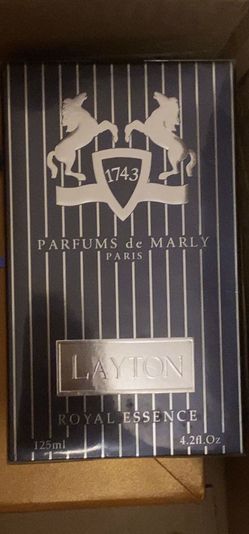 1743
PARFUMS de MARLY
PARIS
LAYTON
ROYAL ESSENCE
125ml 4.2fl.Oz